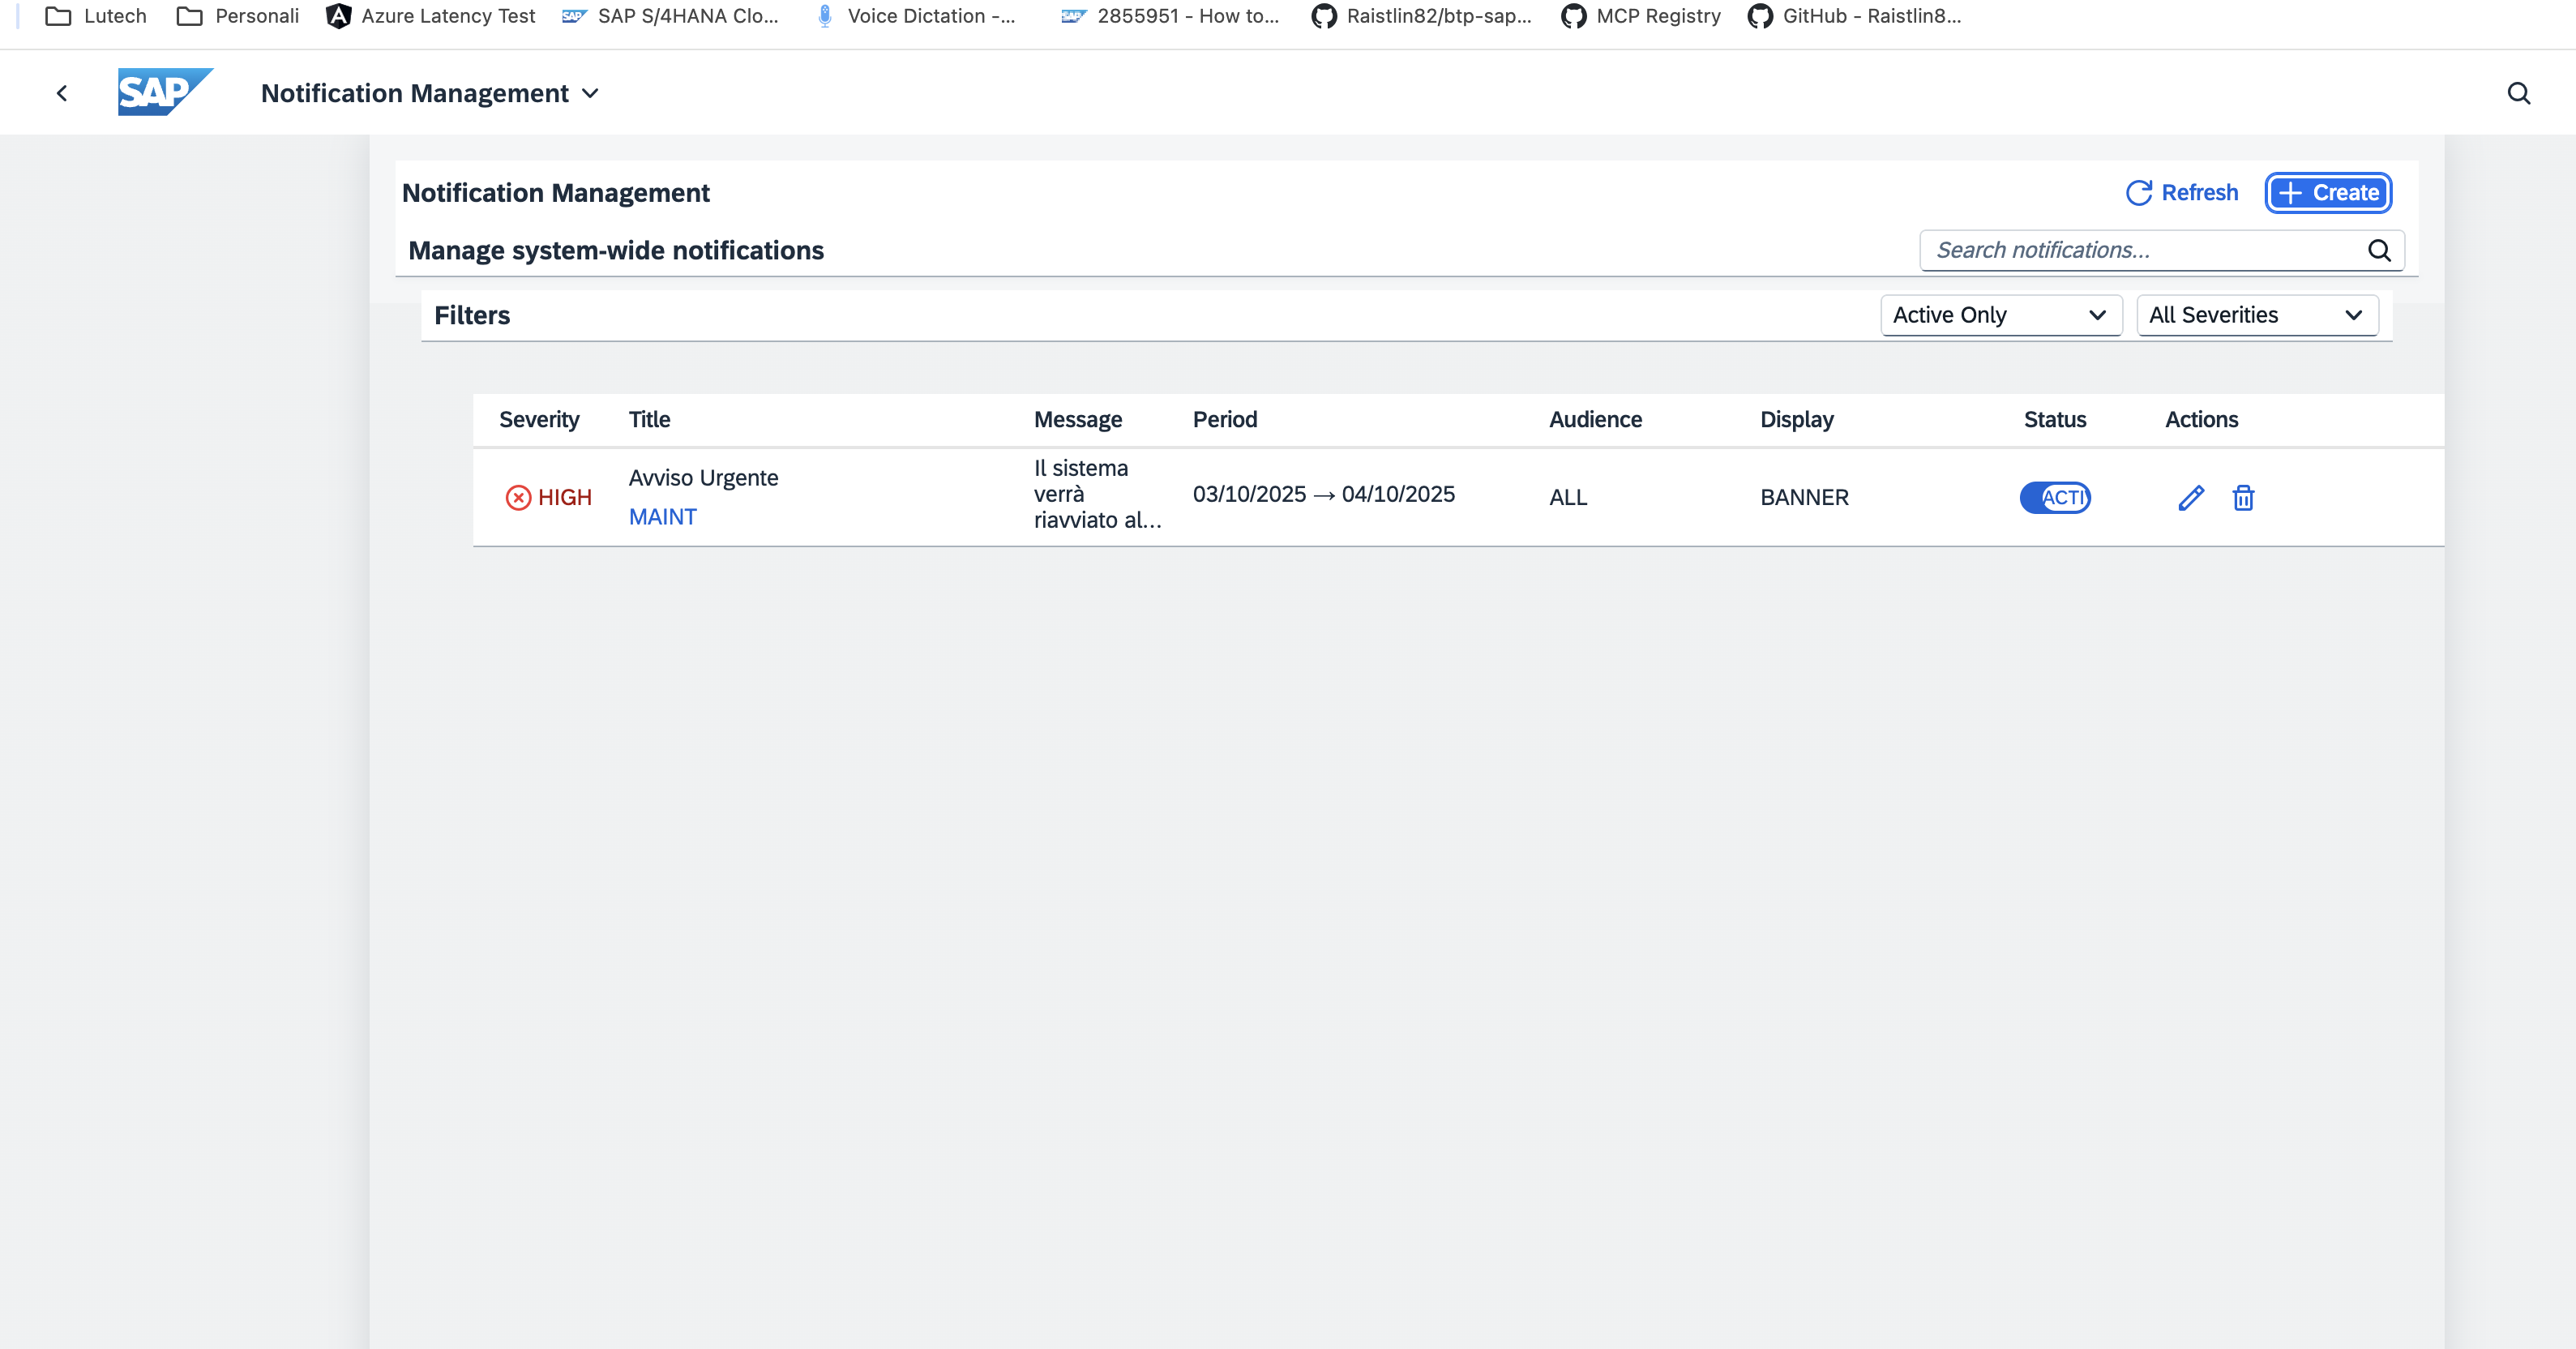 Lutech Personali Azure Latency Test SAP S/4HANA Clo... Voice Dictation -... 2855951 - How to... Raistlin82/btp-sap... MCP Registry GitHub - Raistlin8...
SAP Notification Management
Notification Management Refresh Create
Manage system-wide notifications Search notifications...
Filters Active Only All Severities
Severity Title Message Period Audience Display Status Actions
HIGH
Avviso Urgente
MAINT
Il sistema
verrà
riavviato al...
03/10/2025 → 04/10/2025 ALL BANNER ACTI